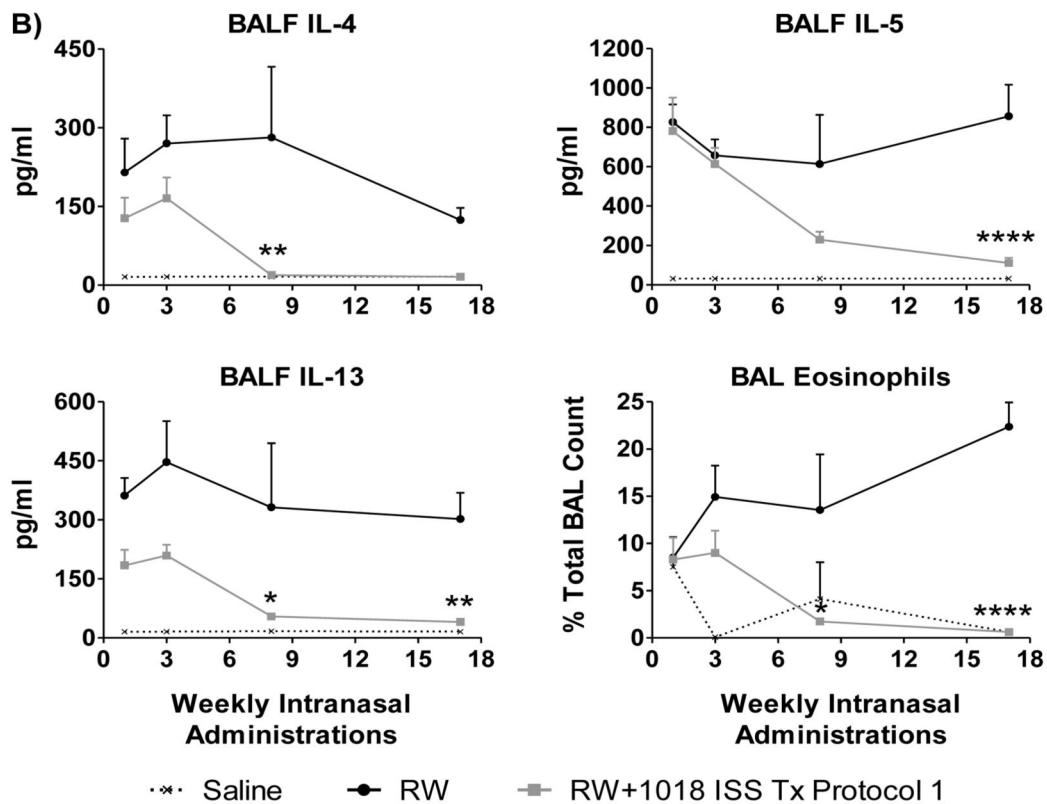 B)
BALF IL-4
450
300
150
0
pg/ml
**
0 3 6 9 12 15 18
BALF IL-5
1200
1000
800
600
400
200
0
pg/ml
****
0 3 6 9 12 15 18
BALF IL-13
600
450
300
150
0
pg/ml
*
**
0 3 6 9 12 15 18
Weekly Intranasal
Administrations
BAL Eosinophils
25
20
15
10
5
0
% Total BAL Count
*
****
0 3 6 9 12 15 18
Weekly Intranasal
Administrations
Saline RW RW+1018 ISS Tx Protocol 1